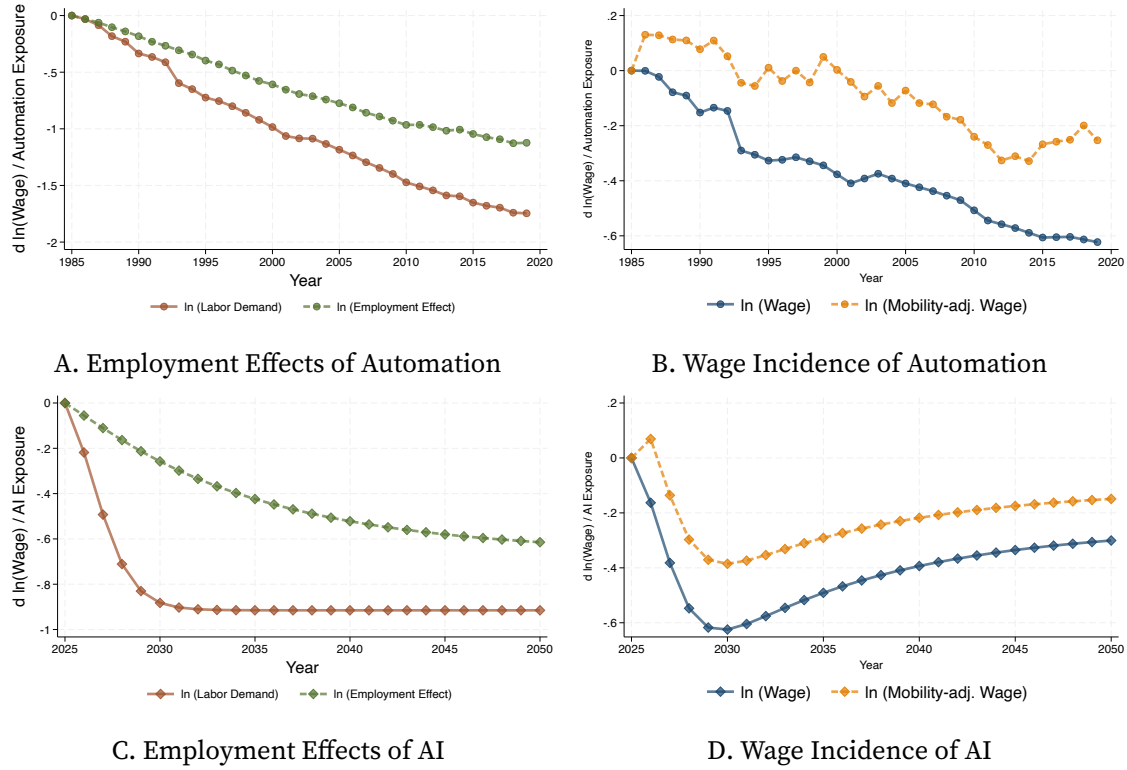 d ln(Wage) / Automation Exposure
0
-.5
-1
-1.5
-2
1985 1990 1995 2000 2005 2010 2015 2020
Year
ln (Labor Demand) ln (Employment Effect)
A. Employment Effects of Automation
d ln(Wage) / Automation Exposure
.2
0
-.2
-.4
-.6
1985 1990 1995 2000 2005 2010 2015 2020
Year
ln (Wage) ln (Mobility-adj. Wage)
B. Wage Incidence of Automation
d ln(Wage) / AI Exposure
0
-.2
-.4
-.6
-.8
-1
2025 2030 2035 2040 2045 2050
Year
ln (Labor Demand) ln (Employment Effect)
C. Employment Effects of AI
d ln(Wage) / AI Exposure
.2
0
-.2
-.4
-.6
2025 2030 2035 2040 2045 2050
Year
ln (Wage) ln (Mobility-adj. Wage)
D. Wage Incidence of AI